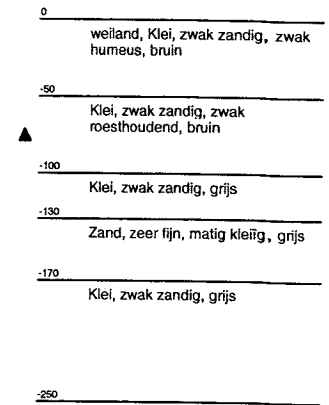 0
weiland, Klei, zwak zandig, zwak
humeus, bruin
-50
Klei, zwak zandig, zwak
roesthoudend, bruin
-100
Klei, zwak zandig, grijs
-130
Zand, zeer fijn, matig kleiïg, grijs
-170
Klei, zwak zandig, grijs
-250